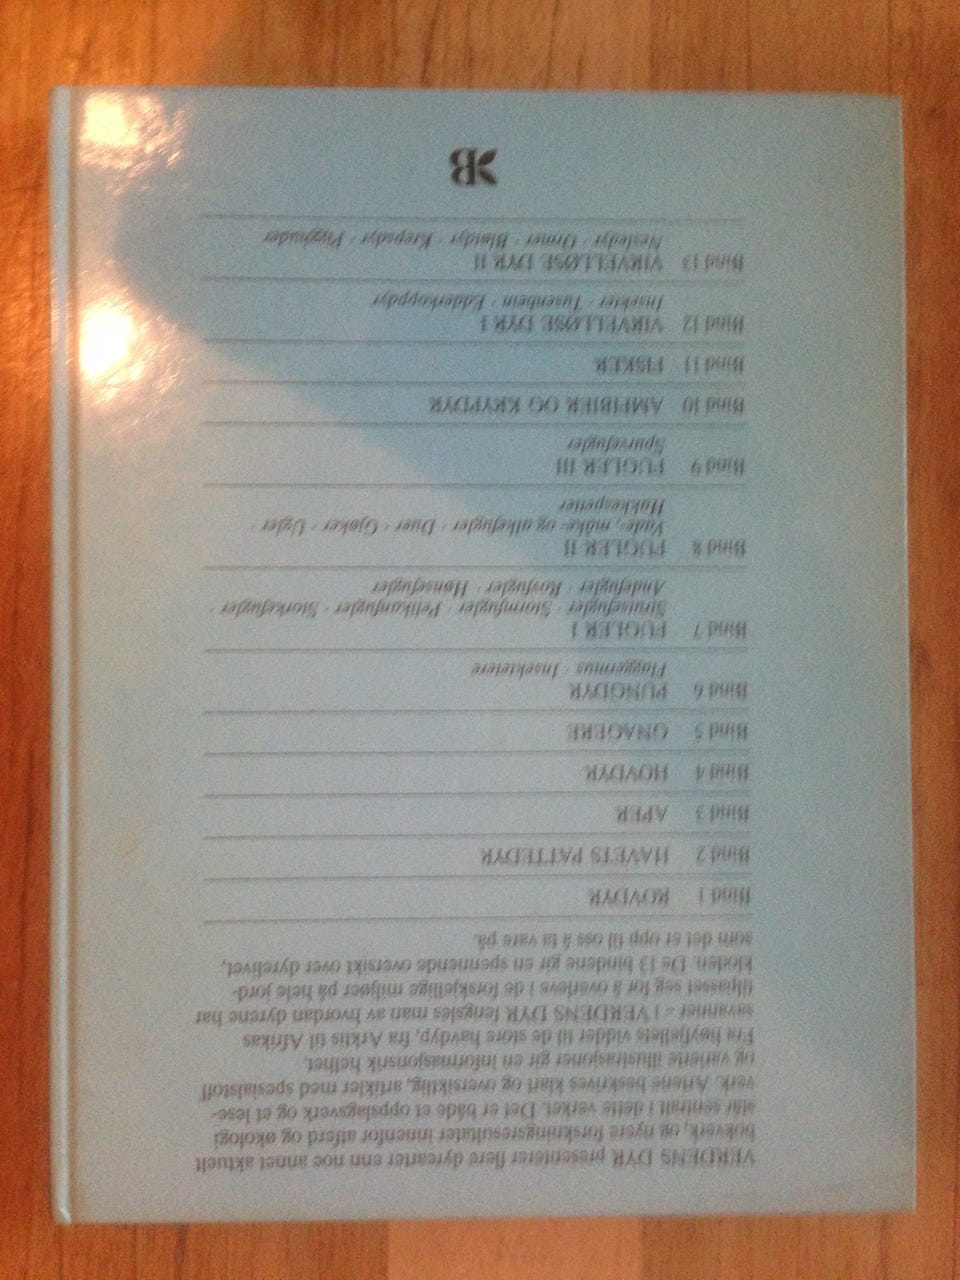 VERDENS DYR presenterer flere dyrearter enn noe annet aktuelt
bokverk, og nyere forskningsresultater innenfor atferd og økologi
står sentralt i dette verket. Det er både et oppslagsverk og et lese-
verk. Artene beskrives klart og oversiktlig, artikler med spesialstoff
og varierte illustrasjoner gir en informasjonsrik helhet.
Fra høyfjellets vidder til de store havdyp, fra Arktis til Afrikas
savanner – i VERDENS DYR fengsles man av hvordan dyrene har
tilpasset seg for å overleve i de forskjellige miljøer på hele jord-
kloden. De 13 bindene gir en spennende oversikt over dyrelivet,
som det er opp til oss å ta vare på.
Bind 1 ROVDYR
Bind 2 HAVETS PATTEDYR
Bind 3 APER
Bind 4 HOVDYR
Bind 5 GNAGERE
Bind 6 PUNGDYR
Flaggermus · Insektetere
Bind 7 FUGLER I
Strutsefugler · Stormfugler · Pelikanfugler · Storkefugler ·
Andefugler · Rovfugler · Hønsefugler
Bind 8 FUGLER II
Vade-, måke- og alkefugler · Duer · Gjøker · Ugler ·
Hakkespetter
Bind 9 FUGLER III
Spurvefugler
Bind 10 AMFIBIER OG KRYPDYR
Bind 11 FISKER
Bind 12 VIRVELLØSE DYR I
Insekter · Tusenbein · Edderkoppdyr
Bind 13 VIRVELLØSE DYR II
Nesledyr · Ormer · Bløtdyr · Krepsdyr · Pigghuder
B